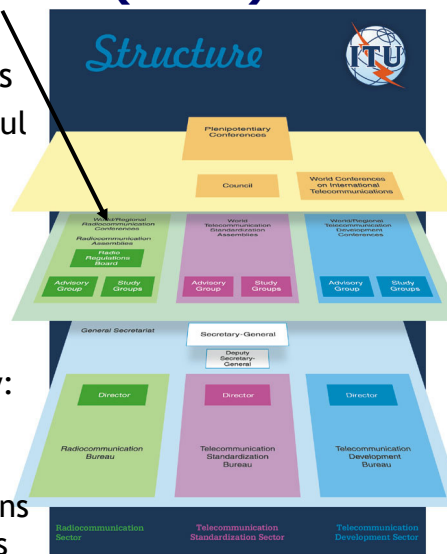 Structure
ITU
s
ul
Plenipotentiary
Conferences
Council
World Conferences
on International
Telecommunications
World/Regional
Radiocommunication
Conferences
Radiocommunication
Assemblies
Radio
Regulations
Board
Advisory
Group
Study
Groups
World
Telecommunication
Standardization
Assemblies
Advisory
Group
Study
Groups
World/Regional
Telecommunication
Development
Conferences
Advisory
Group
Study
Groups
General Secretariat
Secretary-General
Deputy
Secretary-
General
y:
Director
Director
Director
Radiocommunication
Bureau
Telecommunication
Standardization
Bureau
Telecommunication
Development
Bureau
ns
s
Radiocommunication
Sector
Telecommunication
Standardization Sector
Telecommunication
Development Sector